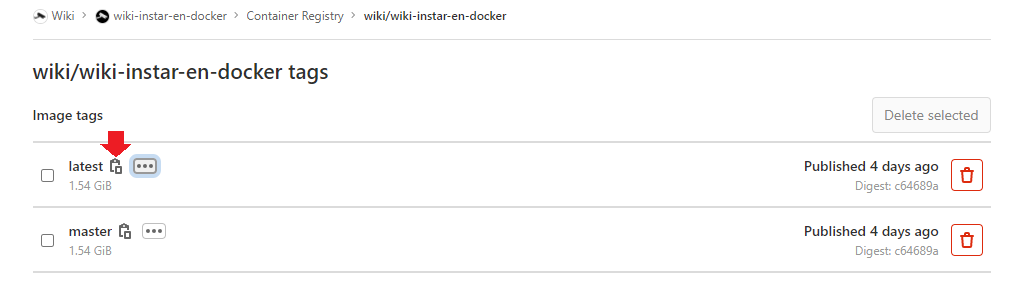 Wiki > wiki-instar-en-docker > Container Registry > wiki/wiki-instar-en-docker
wiki/wiki-instar-en-docker tags
Image tags
Delete selected
latest
Published 4 days ago
1.54 GiB
Digest: c64689a
master
Published 4 days ago
1.54 GiB
Digest: c64689a